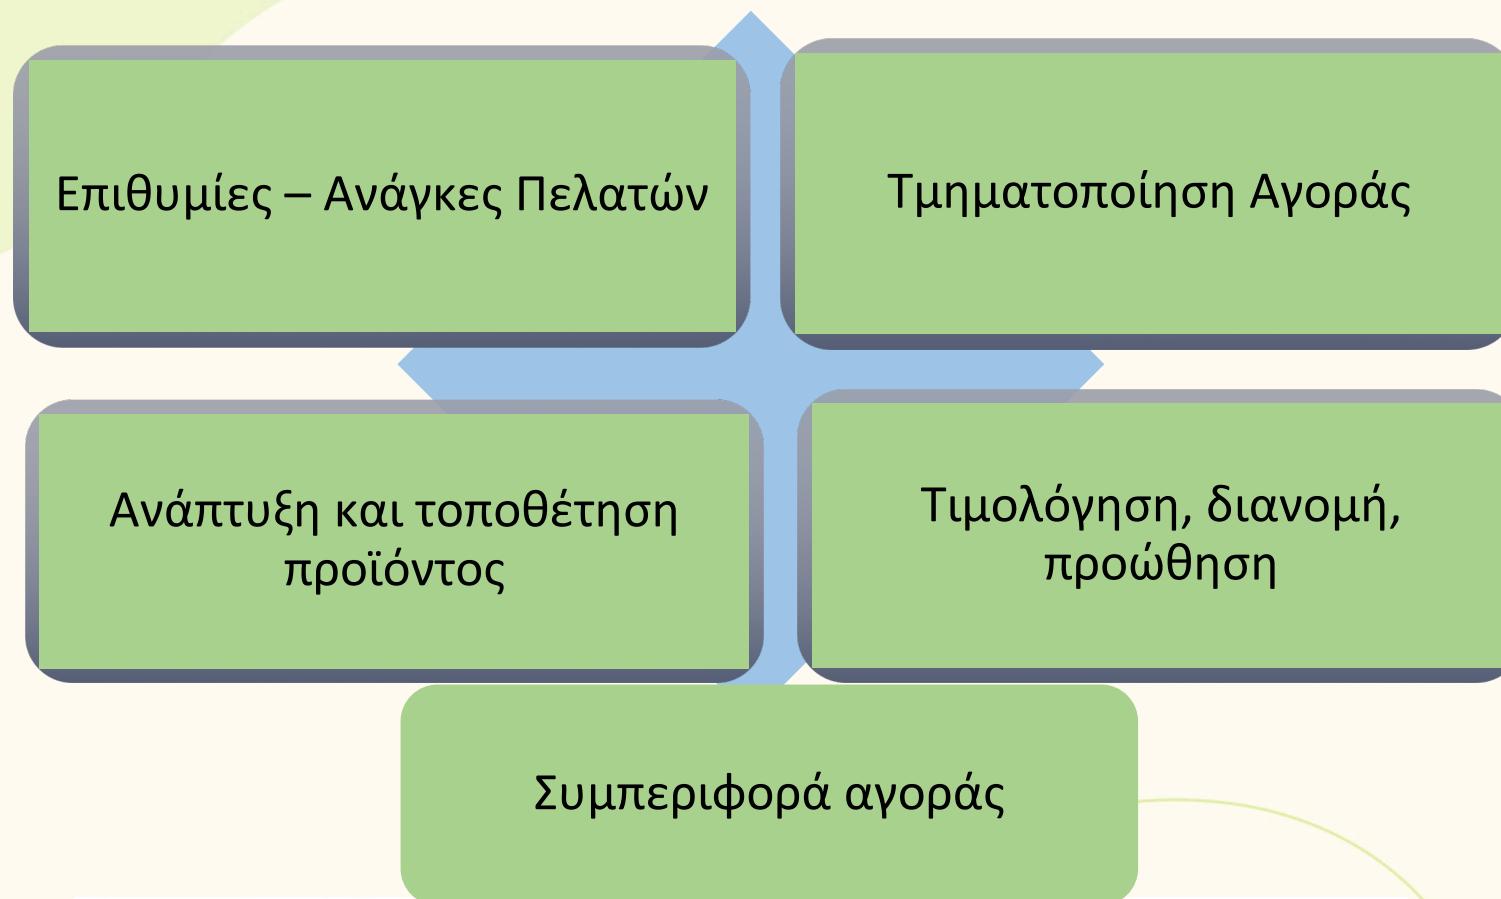 Επιθυμίες – Ανάγκες Πελατών
Τμηματοποίηση Αγοράς
Ανάπτυξη και τοποθέτηση
προϊόντος
Τιμολόγηση, διανομή,
προώθηση
Συμπεριφορά αγοράς